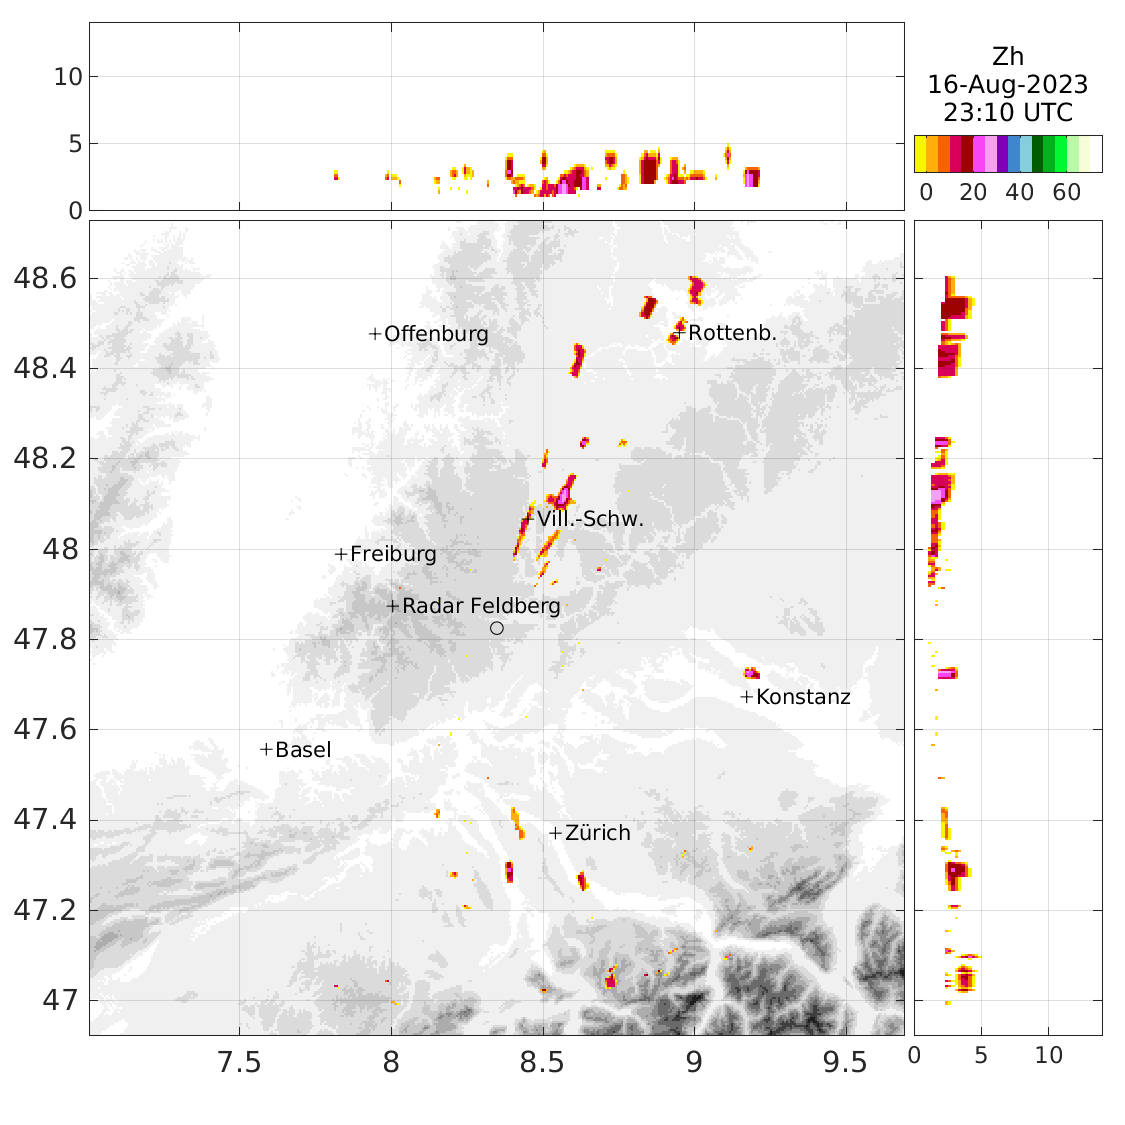 Zh
16-Aug-2023
23:10 UTC
0 20 40 60
10
5
0
48.6
48.4
48.2
48
47.8
47.6
47.4
47.2
47
Offenburg
Rottenb.
Vill.-Schw.
Freiburg
Radar Feldberg
Konstanz
Basel
Zürich
7.5 8 8.5 9 9.5
0 5 10